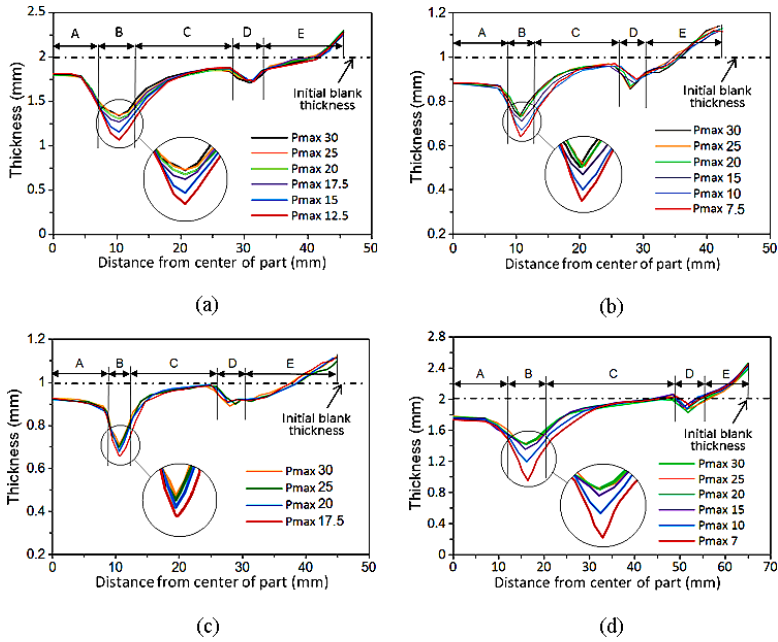 2.5
2
1.5
1
0.5
0
0 10 20 30 40 50
Thickness (mm)
Distance from center of part (mm)
A B C D E
Initial blank
thickness
Pmax 30
Pmax 25
Pmax 20
Pmax 17.5
Pmax 15
Pmax 12.5
(a)
1.2
1
0.8
0.6
0.4
0.2
0 10 20 30 40 50
Thickness (mm)
Distance from center of part (mm)
A B C D E
Initial blank
thickness
Pmax 30
Pmax 25
Pmax 20
Pmax 15
Pmax 10
Pmax 7.5
(b)
1.2
1
0.8
0.6
0.4
0.2
0 10 20 30 40 50
Thickness (mm)
Distance from center of part (mm)
A B C D E
Initial blank
thickness
Pmax 30
Pmax 25
Pmax 20
Pmax 17.5
(c)
2.8
2.4
2
1.6
1.2
0.8
0.4
0
0 10 20 30 40 50 60 70
Thickness (mm)
Distance from center of part (mm)
A B C D E
Initial blank
thickness
Pmax 30
Pmax 25
Pmax 20
Pmax 15
Pmax 10
Pmax 7
(d)